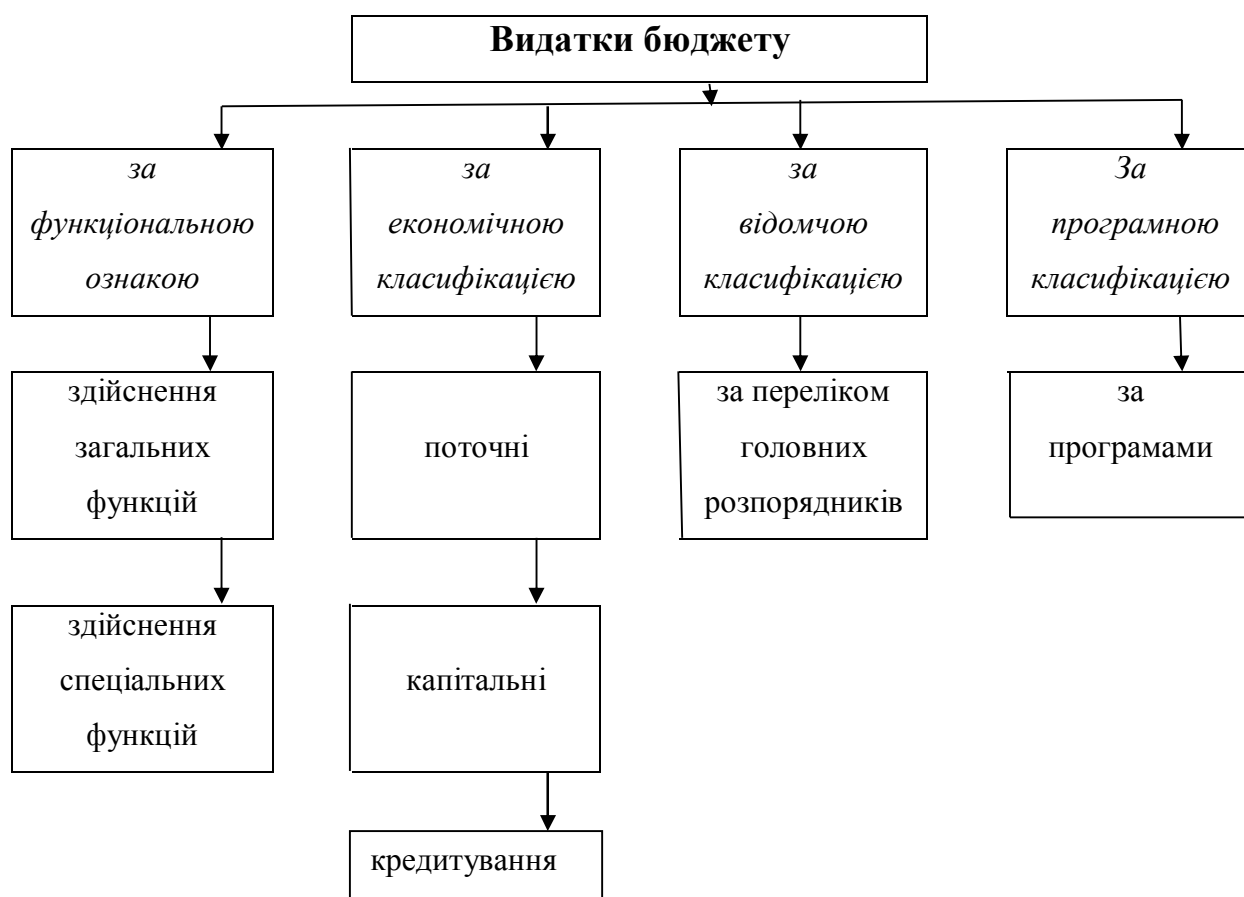 Видатки бюджету
за
функціональною
ознакою
за
економічною
класифікацією
за
відомчою
класифікацією
За
програмною
класифікацією
здійснення
загальних
функцій
поточні
за переліком
головних
розпорядників
за
програмами
здійснення
спеціальних
функцій
капітальні
кредитування